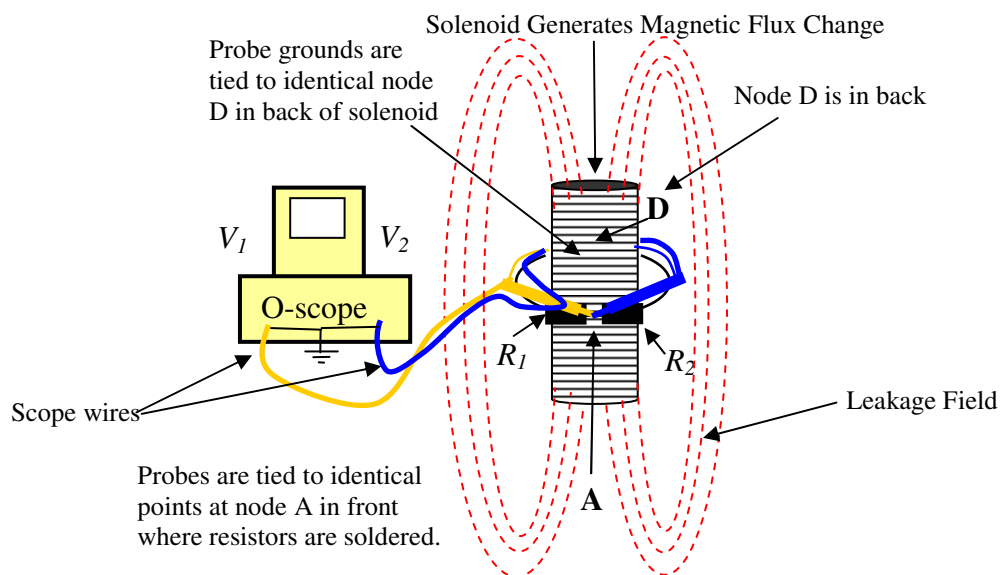 Solenoid Generates Magnetic Flux Change
Probe grounds are
tied to identical node
D in back of solenoid
Node D is in back
D
V1
V2
O-scope
R1
R2
Scope wires
Leakage Field
A
Probes are tied to identical
points at node A in front
where resistors are soldered.